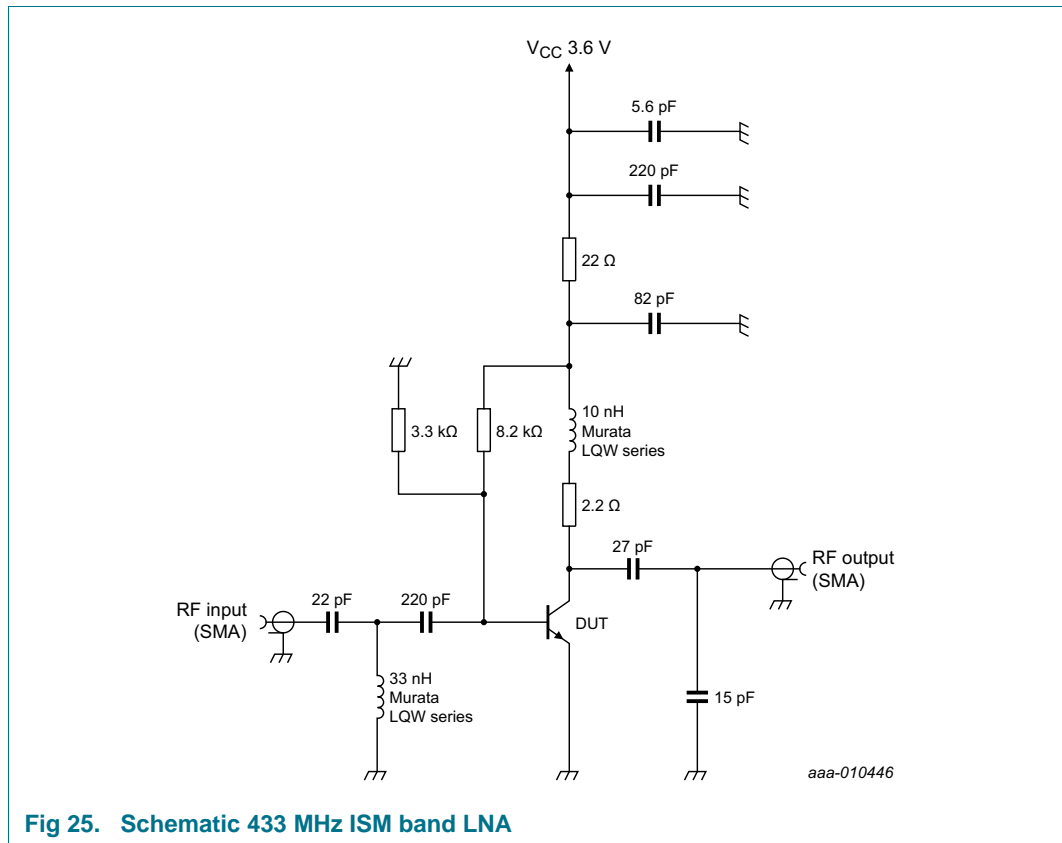 VCC 3.6 V
5.6 pF
220 pF
22 Ω
82 pF
3.3 kΩ
8.2 kΩ
10 nH
Murata
LQW series
2.2 Ω
27 pF
RF output
(SMA)
RF input
(SMA)
22 pF
220 pF
DUT
33 nH
Murata
LQW series
15 pF
aaa-010446
Fig 25. Schematic 433 MHz ISM band LNA